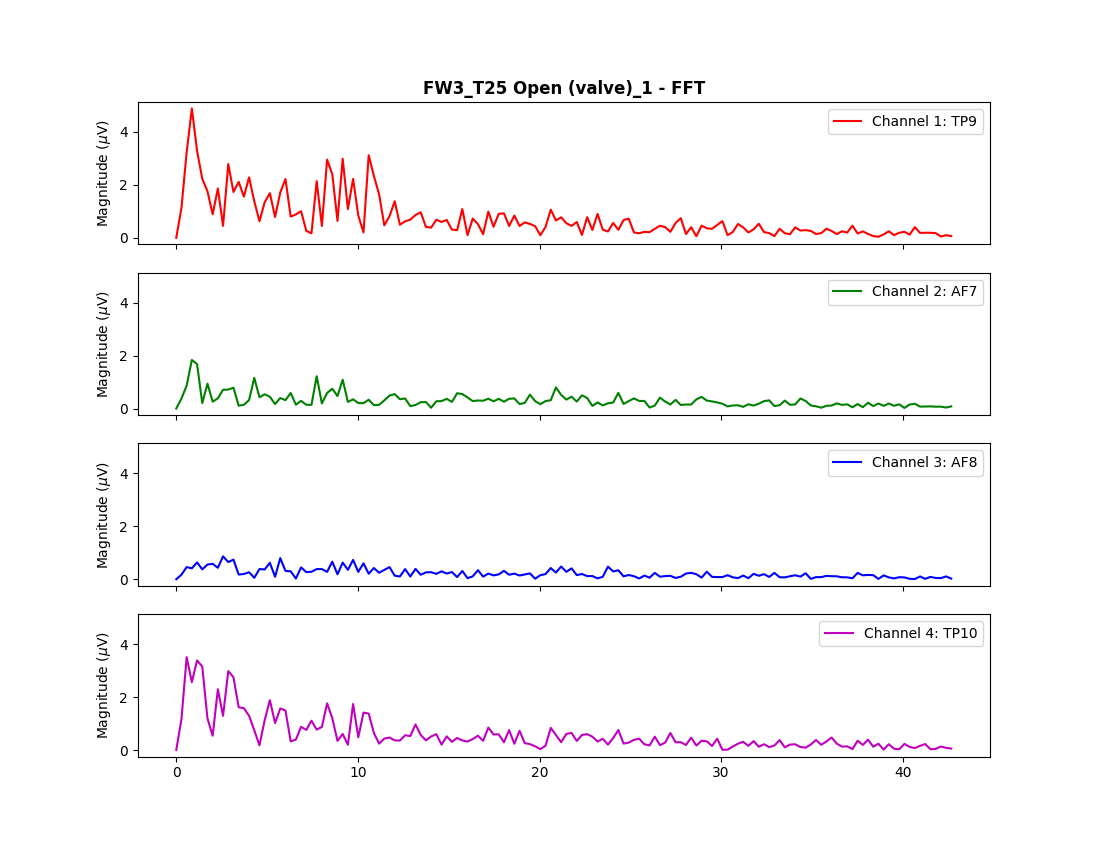 FW3_T25 Open (valve)_1 - FFT
Magnitude (μV)
4
2
0
Channel 1: TP9
Magnitude (μV)
4
2
0
Channel 2: AF7
Magnitude (μV)
4
2
0
Channel 3: AF8
Magnitude (μV)
4
2
0
Channel 4: TP10
0 10 20 30 40